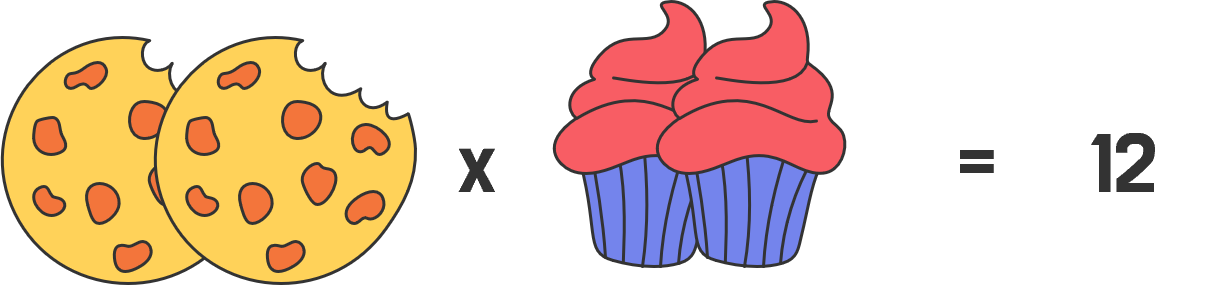 x = 12